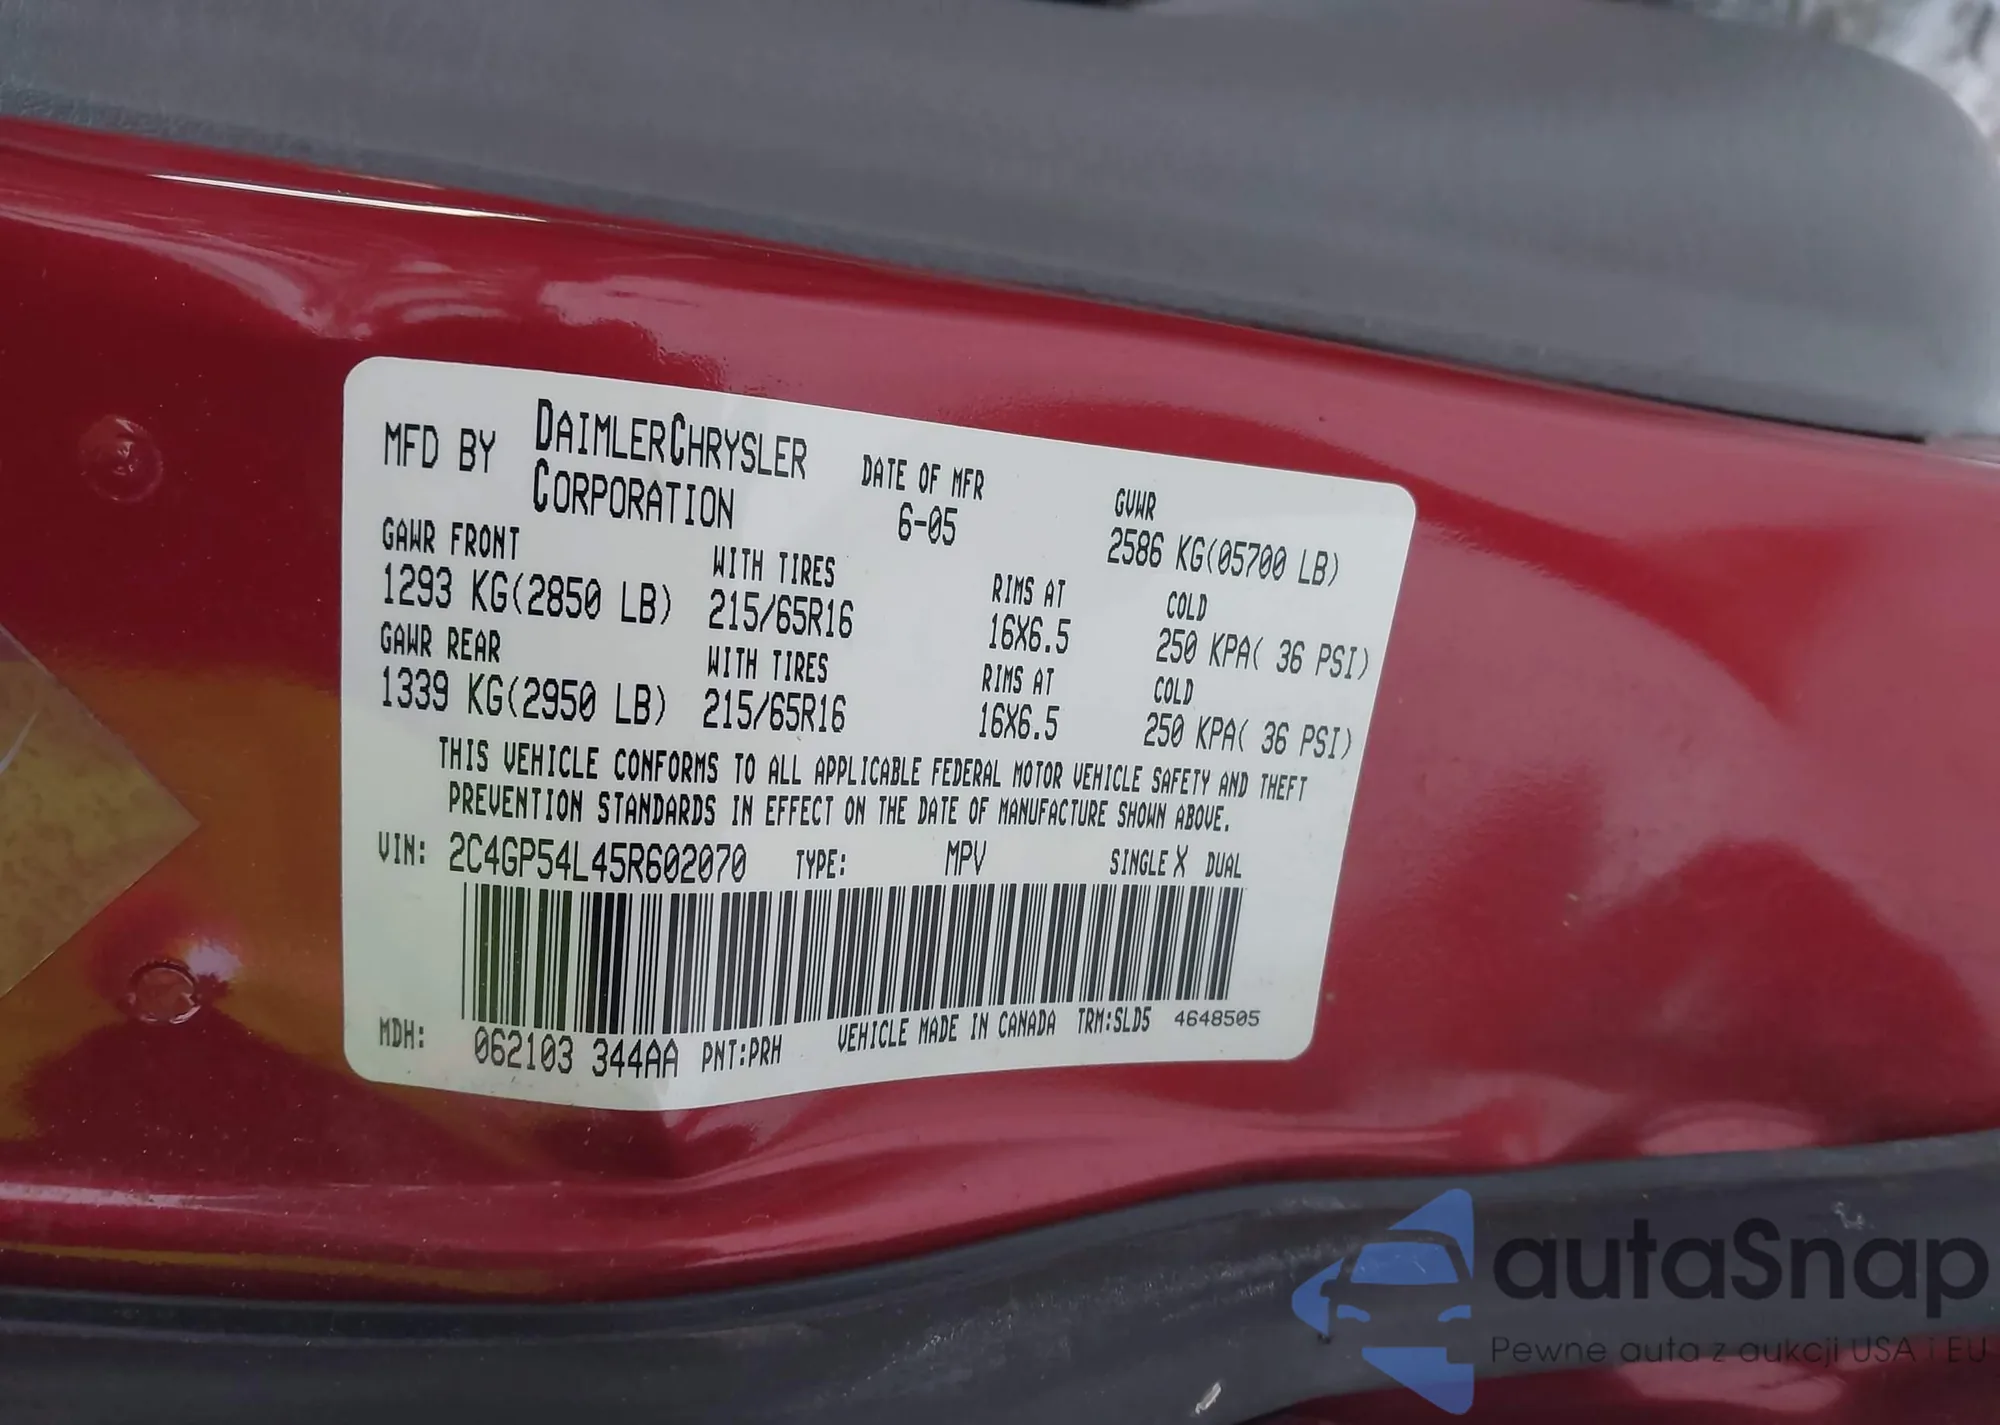 MFD BY DAIMLERCHRYSLER CORPORATION DATE OF MFR 6-05 GVWR 2586 KG(05700 LB)
GAWR FRONT WITH TIRES RIMS AT COLD
1293 KG(2850 LB) 215/65R16 16X6.5 250 KPA( 36 PSI)
GAWR REAR WITH TIRES RIMS AT COLD
1339 KG(2950 LB) 215/65R16 16X6.5 250 KPA( 36 PSI)
THIS VEHICLE CONFORMS TO ALL APPLICABLE FEDERAL MOTOR VEHICLE SAFETY AND THEFT
PREVENTION STANDARDS IN EFFECT ON THE DATE OF MANUFACTURE SHOWN ABOVE.
VIN: 2C4GP54L45R602070 TYPE: MPV SINGLE X DUAL
MDH: 062103 344AA PNT:PRH VEHICLE MADE IN CANADA TRM:SLD5 4648505
autaSnap
Pewne auta z aukcji USA i EU